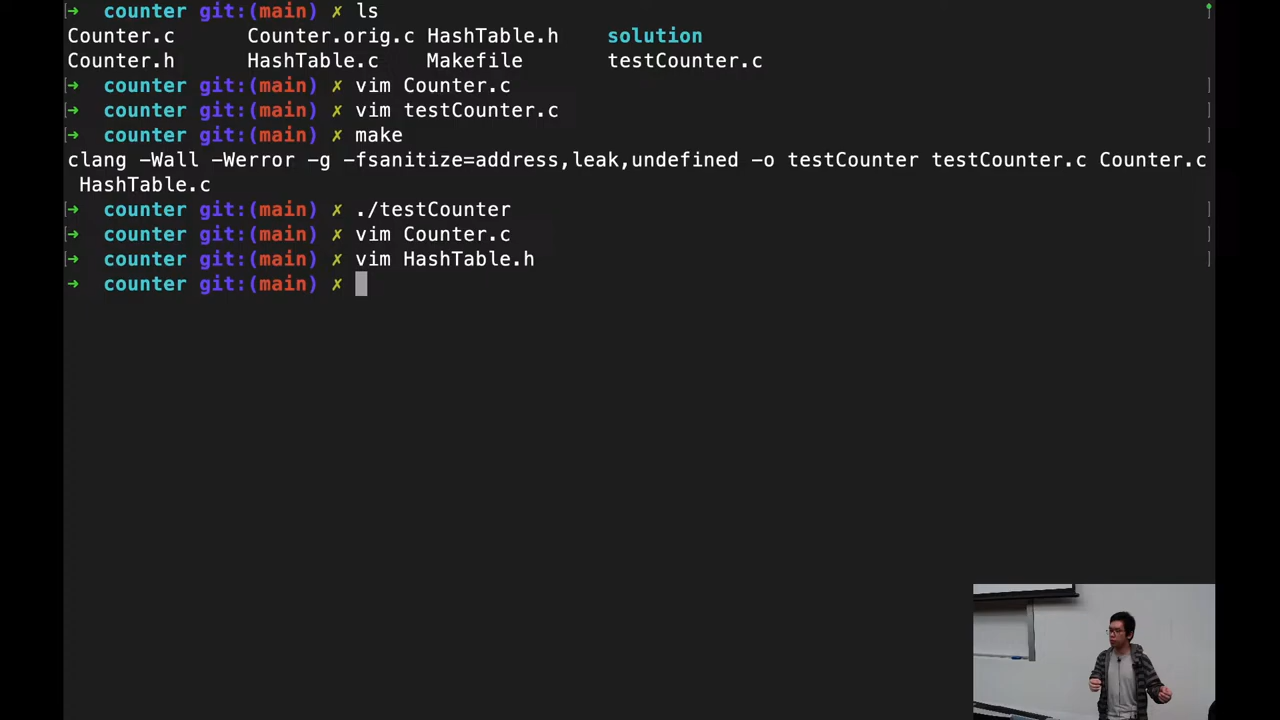 ➜  counter git:(main) ✗ ls
Counter.c      Counter.orig.c HashTable.h    solution
Counter.h      HashTable.c    Makefile       testCounter.c
➜  counter git:(main) ✗ vim Counter.c
➜  counter git:(main) ✗ vim testCounter.c
➜  counter git:(main) ✗ make
clang -Wall -Werror -g -fsanitize=address,leak,undefined -o testCounter testCounter.c Counter.c
HashTable.c
➜  counter git:(main) ✗ ./testCounter
➜  counter git:(main) ✗ vim Counter.c
➜  counter git:(main) ✗ vim HashTable.h
➜  counter git:(main) ✗